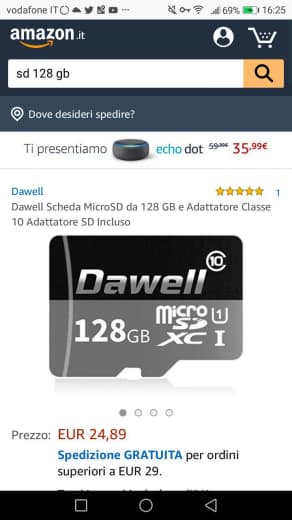 vodafone IT 69% 16:25
amazon.it
sd 128 gb
Dove desideri spedire?
Ti presentiamo echo dot 59,99€ 35,99€
Dawell 1
Dawell Scheda MicroSD da 128 GB e Adattatore Classe
10 Adattatore SD Incluso
10
Dawell
128GB micro SD XC I U1
Prezzo: EUR 24,89
Spedizione GRATUITA per ordini
superiori a EUR 29.